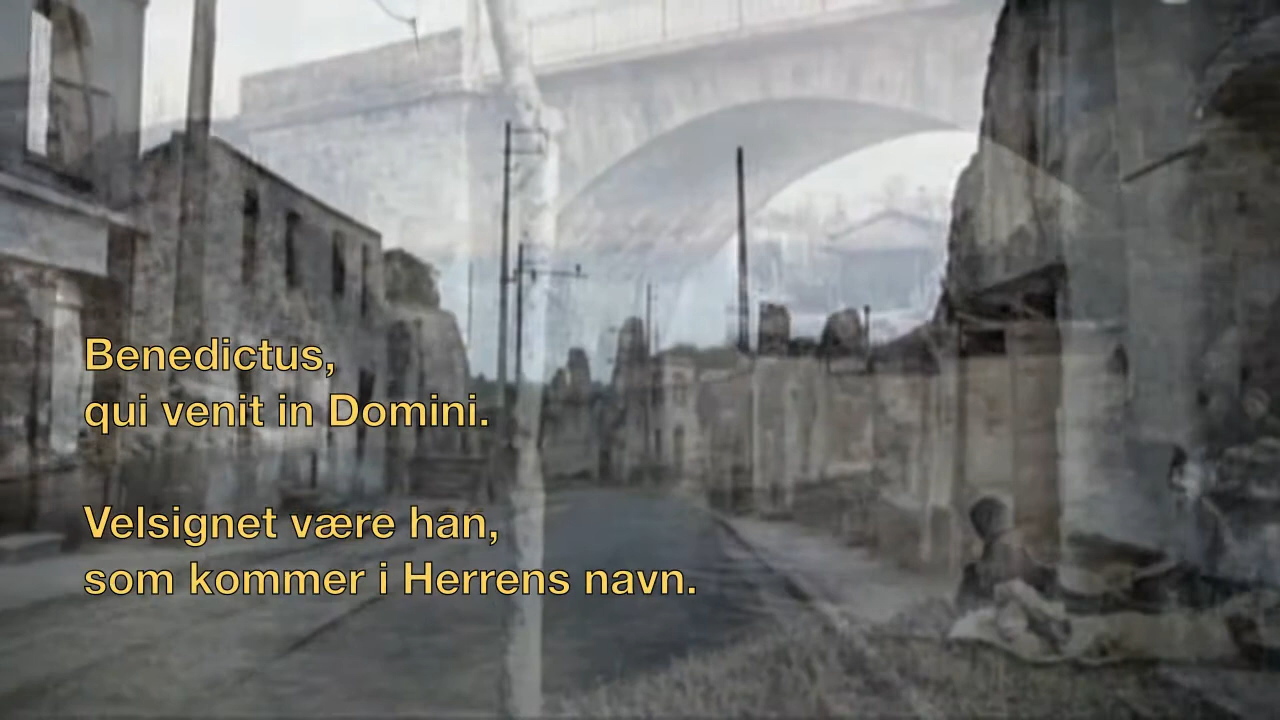 Benedictus,
qui venit in Domini.
Velsignet være han,
som kommer i Herrens navn.